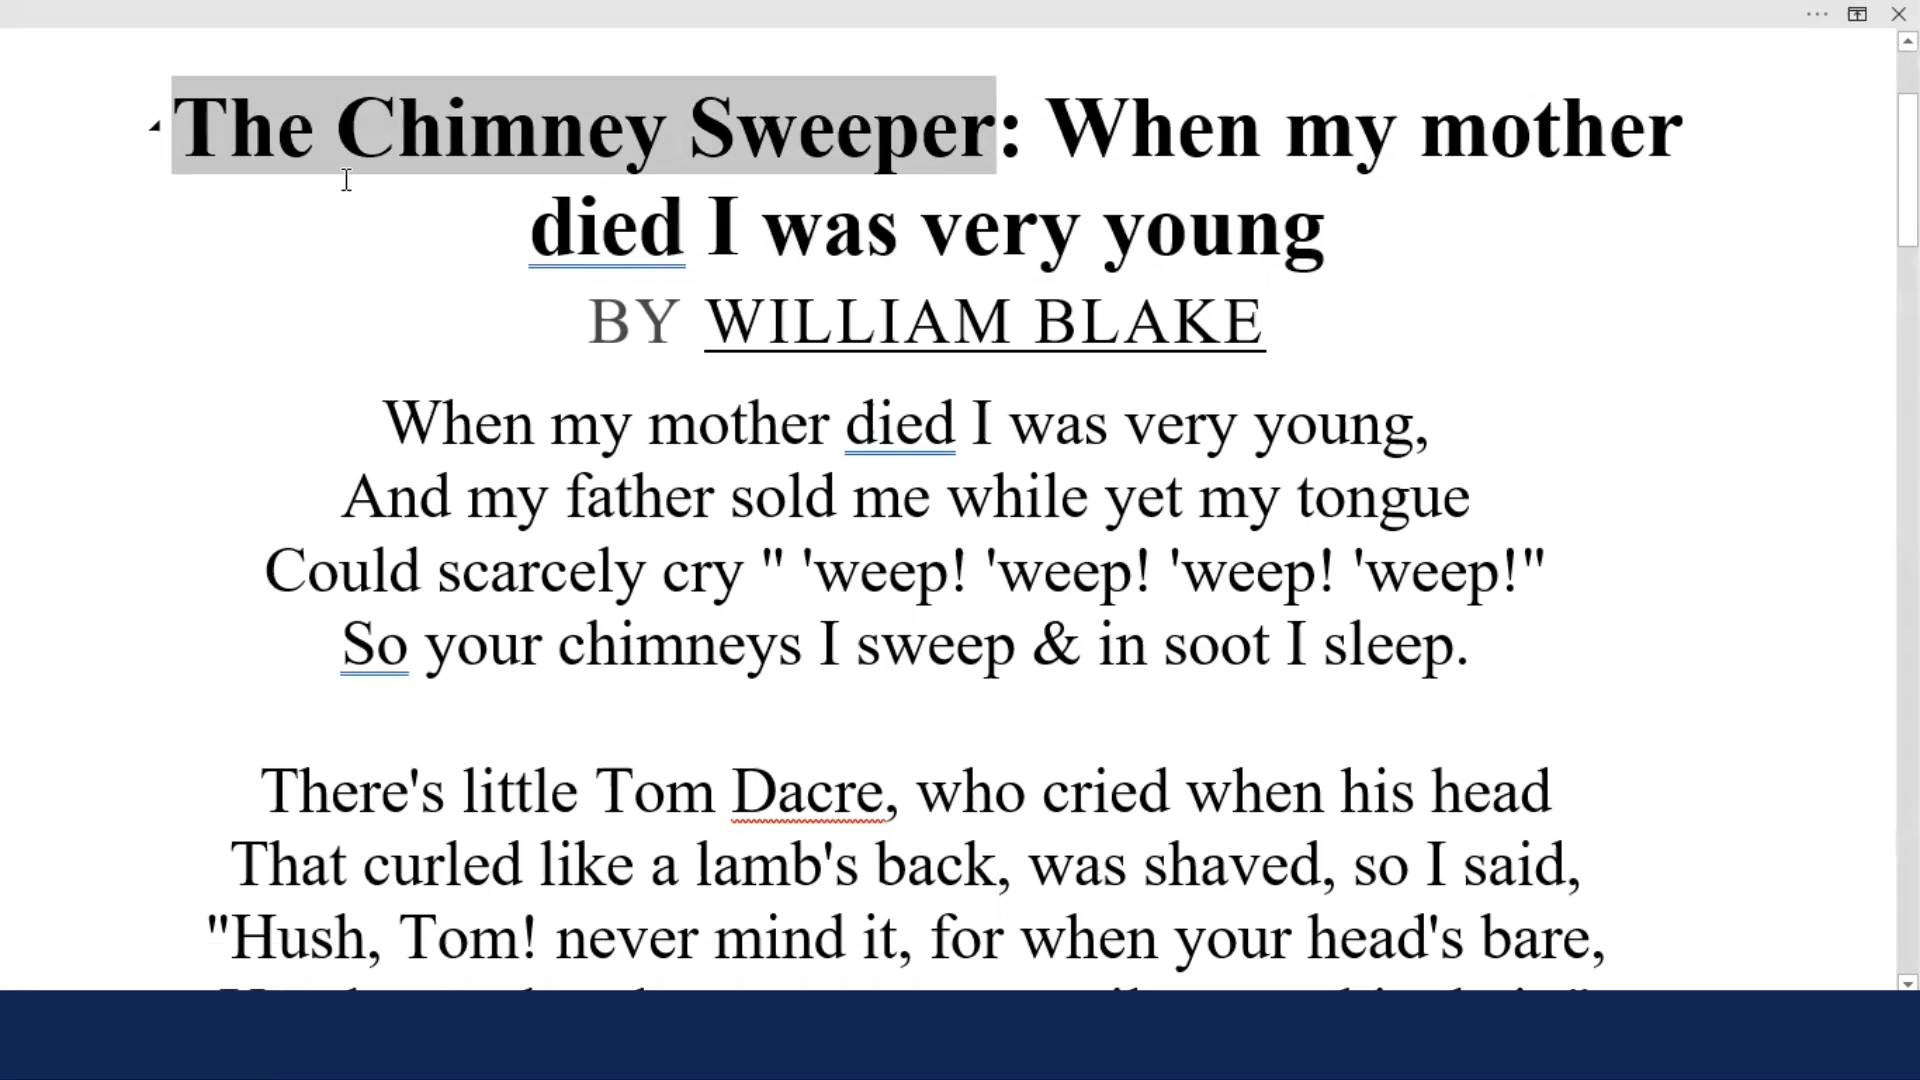 The Chimney Sweeper: When my mother
died I was very young
BY WILLIAM BLAKE
When my mother died I was very young,
And my father sold me while yet my tongue
Could scarcely cry " 'weep! 'weep! 'weep! 'weep!"
So your chimneys I sweep & in soot I sleep.
There's little Tom Dacre, who cried when his head
That curled like a lamb's back, was shaved, so I said,
"Hush, Tom! never mind it, for when your head's bare,